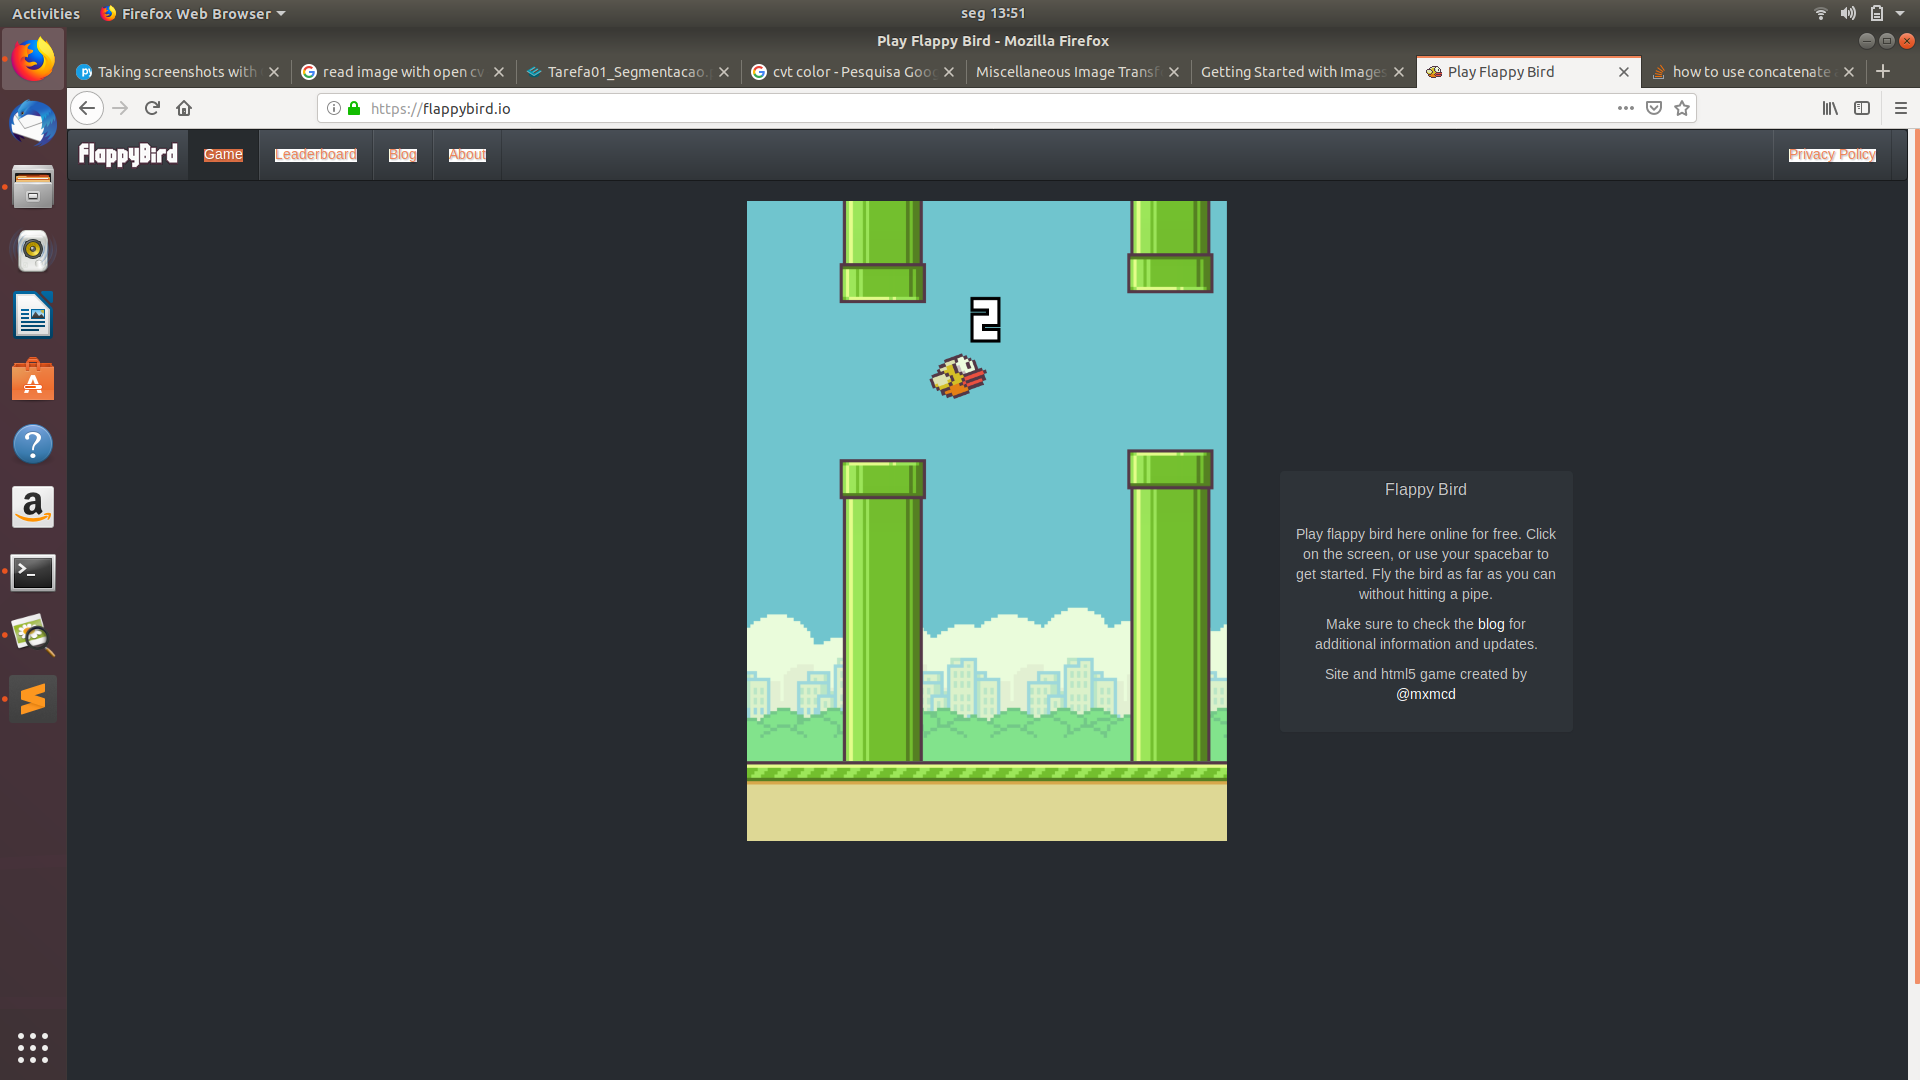 Activities Firefox Web Browser seg 13:51
Play Flappy Bird - Mozilla Firefox
Taking screenshots with read image with open cv Tarefa01_Segmentacao. cvt color - Pesquisa Goog Miscellaneous Image Transf Getting Started with Images Play Flappy Bird how to use concatenate
https://flappybird.io
FlappyBird Game Leaderboard Blog About Privacy Policy
2
Flappy Bird
Play flappy bird here online for free. Click
on the screen, or use your spacebar to
get started. Fly the bird as far as you can
without hitting a pipe.
Make sure to check the blog for
additional information and updates.
Site and html5 game created by
@mxmcd